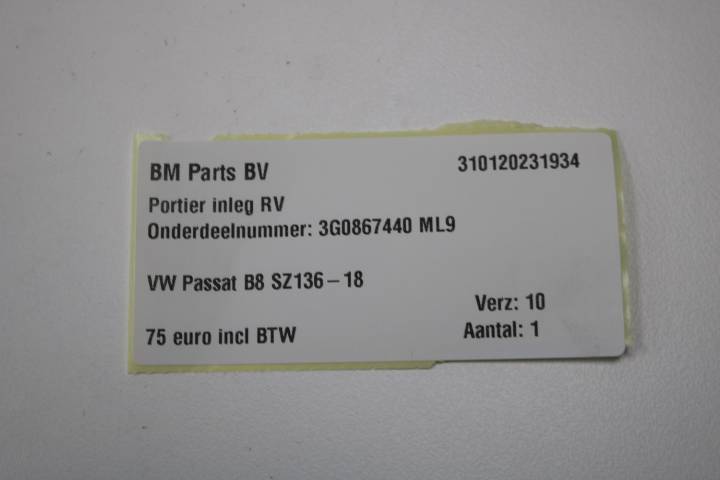 BM Parts BV
310120231934
Portier inleg RV
Onderdeelnummer: 3G0867440 ML9
VW Passat B8 SZ136-18
Verz: 10
75 euro incl BTW
Aantal: 1